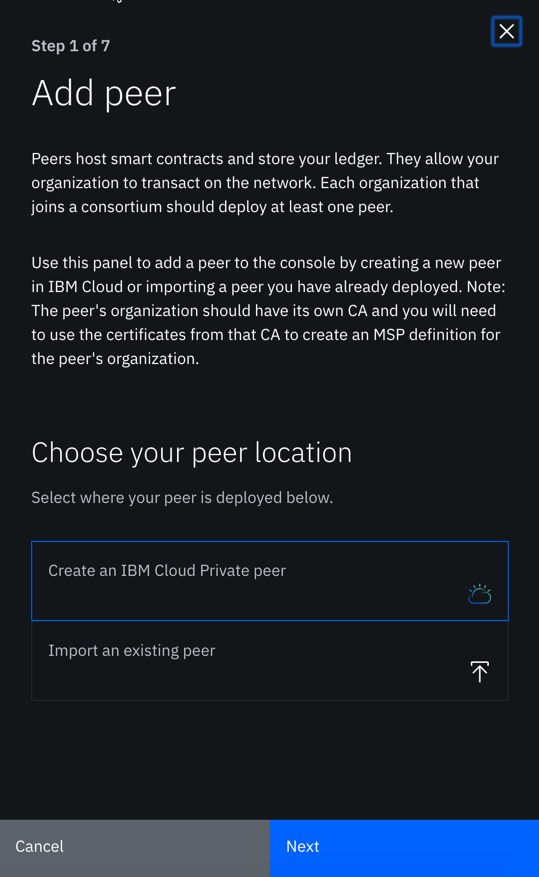 Step 1 of 7
Add peer
Peers host smart contracts and store your ledger. They allow your
organization to transact on the network. Each organization that
joins a consortium should deploy at least one peer.
Use this panel to add a peer to the console by creating a new peer
in IBM Cloud or importing a peer you have already deployed. Note:
The peer's organization should have its own CA and you will need
to use the certificates from that CA to create an MSP definition for
the peer's organization.
Choose your peer location
Select where your peer is deployed below.
Create an IBM Cloud Private peer
Import an existing peer
Cancel
Next